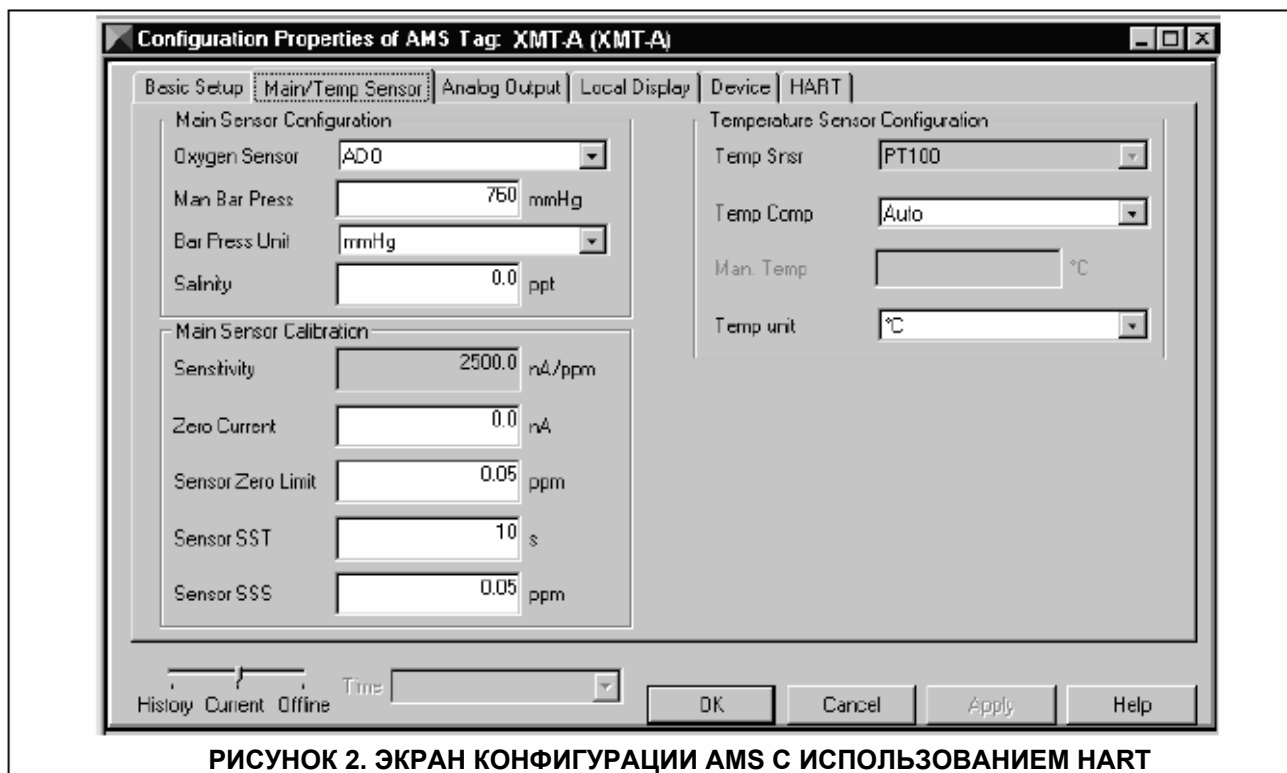 Configuration Properties of AMS Tag: XMT-A (XMT-A)
Basic Setup Main/Temp Sensor Analog Output Local Display Device HART
Main Sensor Configuration
Oxygen Sensor ADO
Man Bar Press 760 mmHg
Bar Press Unit mmHg
Salinity 0.0 ppt
Main Sensor Calibration
Sensitivity 2500.0 nA/ppm
Zero Current 0.0 nA
Sensor Zero Limit 0.05 ppm
Sensor SST 10 s
Sensor SSS 0.05 ppm
Temperature Sensor Configuration
Temp Snsr PT100
Temp Comp Auto
Man. Temp °C
Temp unit °C
History Current Offline
Time
OK Cancel Apply Help
РИСУНОК 2. ЭКРАН КОНФИГУРАЦИИ AMS С ИСПОЛЬЗОВАНИЕМ HART